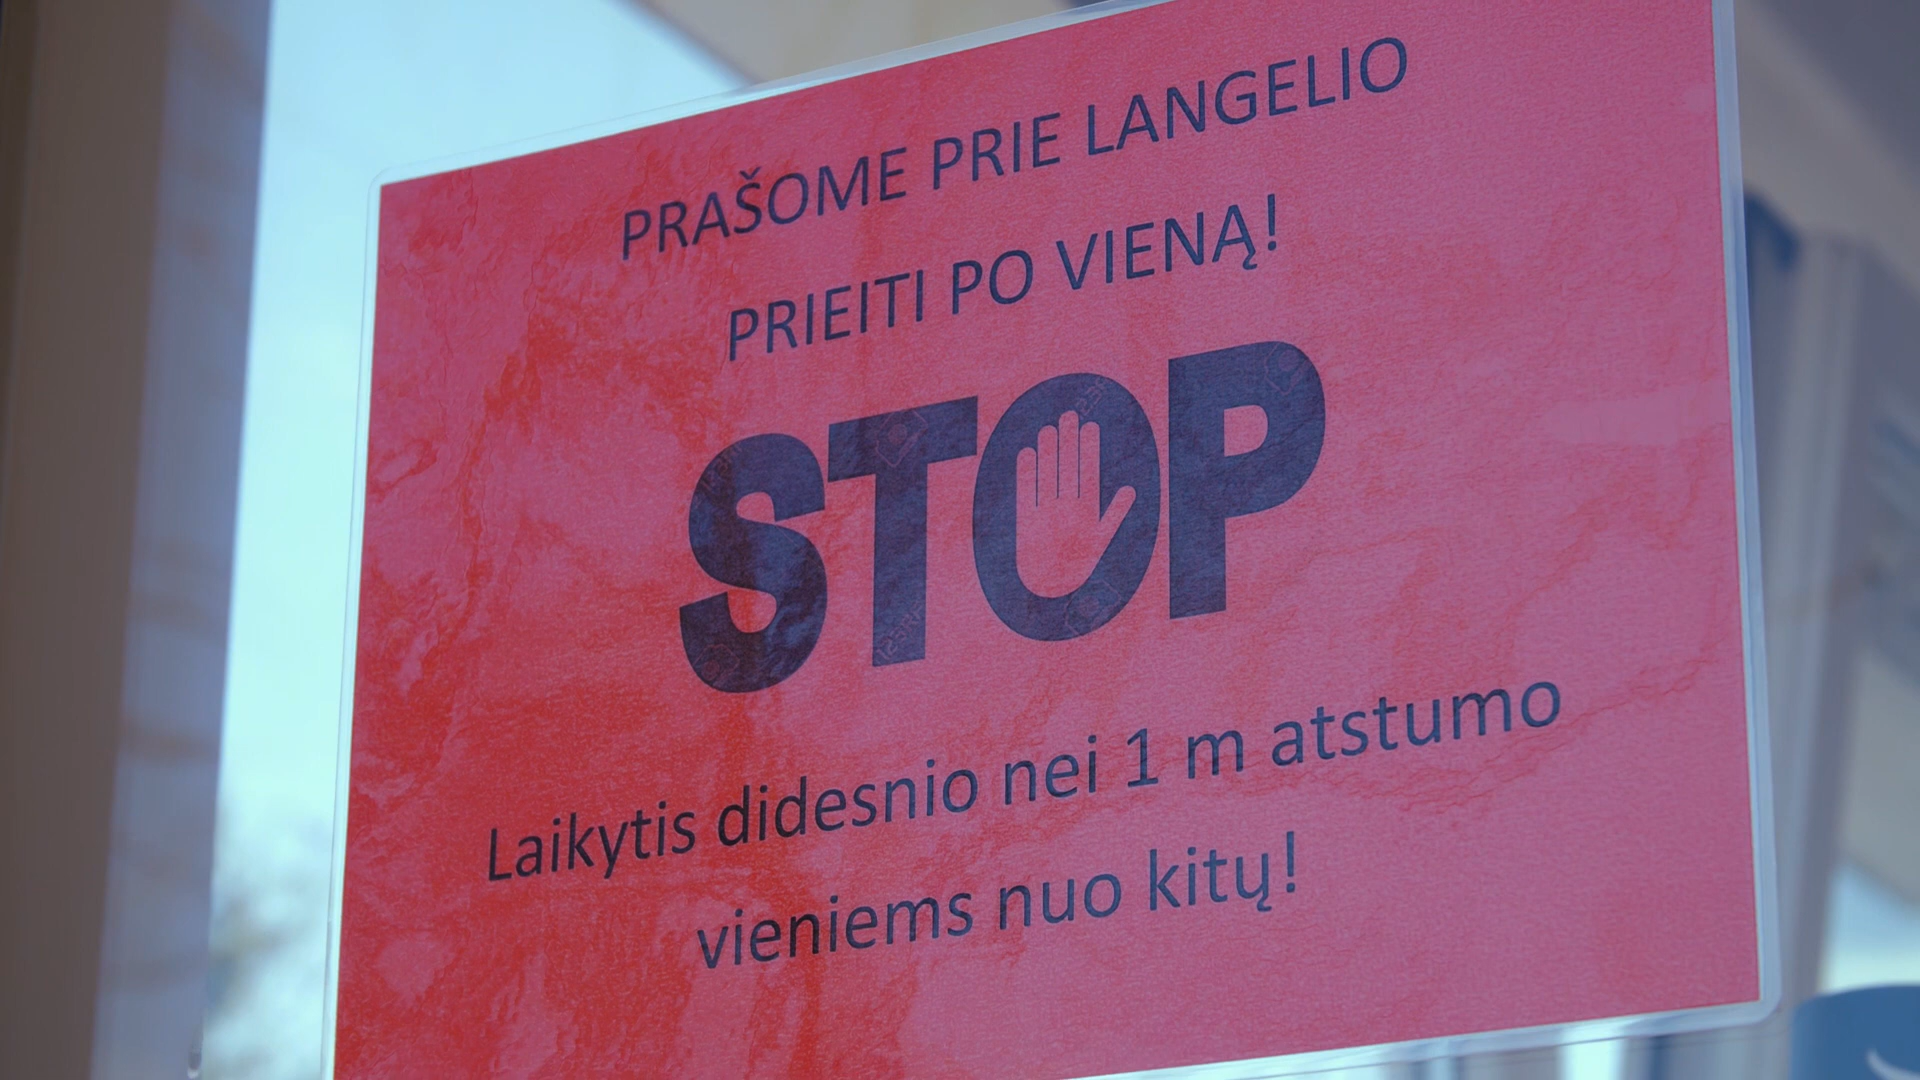 PRAŠOME PRIE LANGELIO
PRIEITI PO VIENĄ!
STOP
Laikytis didesnio nei 1 m atstumo
vieniems nuo kitų!